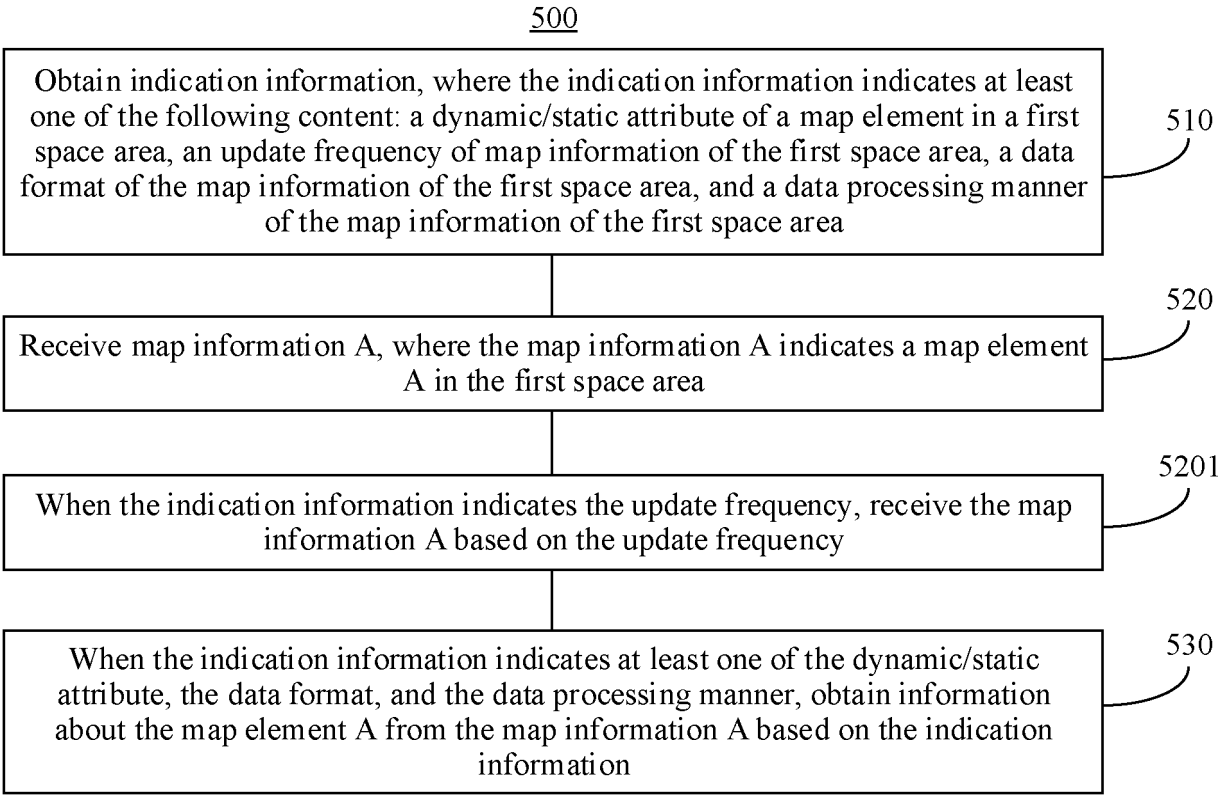 500
Obtain indication information, where the indication information indicates at least
one of the following content: a dynamic/static attribute of a map element in a first
space area, an update frequency of map information of the first space area, a data
format of the map information of the first space area, and a data processing manner
of the map information of the first space area
510
Receive map information A, where the map information A indicates a map element
A in the first space area
520
When the indication information indicates the update frequency, receive the map
information A based on the update frequency
5201
When the indication information indicates at least one of the dynamic/static
attribute, the data format, and the data processing manner, obtain information
about the map element A from the map information A based on the indication
information
530